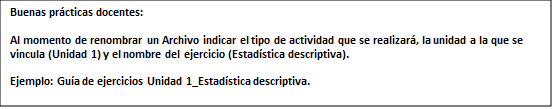 Buenas prácticas docentes:
Al momento de renombrar un Archivo indicar el tipo de actividad que se realizará, la unidad a la que se
vincula (Unidad 1) y el nombre del ejercicio (Estadística descriptiva).
Ejemplo: Guía de ejercicios Unidad 1_Estadística descriptiva.